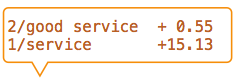 2/good service + 0.55
1/service +15.13